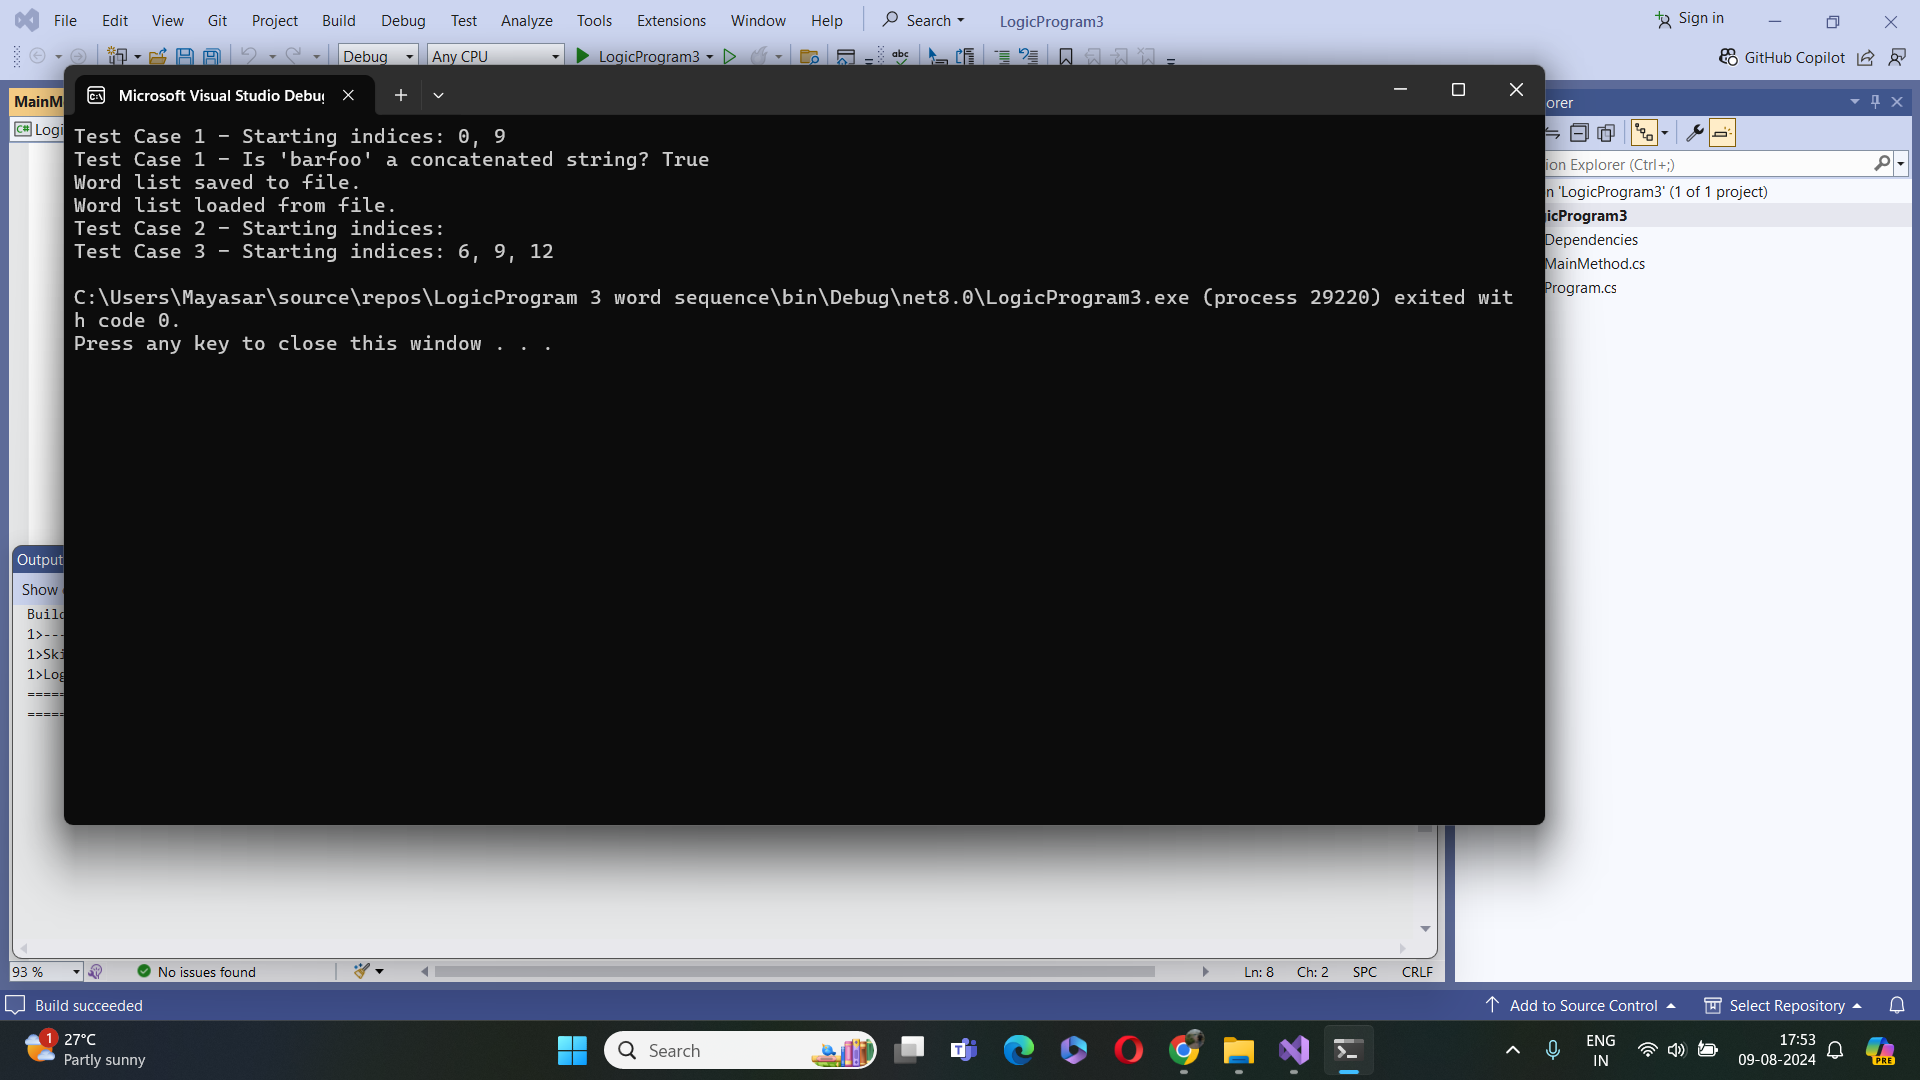 File Edit View Git Project Build Debug Test Analyze Tools Extensions Window Help Search LogicProgram3 Sign in
Debug Any CPU LogicProgram3 GitHub Copilot
MainM Microsoft Visual Studio Debu orer
Logi
Test Case 1 - Starting indices: 0, 9
Test Case 1 - Is 'barfoo' a concatenated string? True
Word list saved to file.
Word list loaded from file.
Test Case 2 - Starting indices:
Test Case 3 - Starting indices: 6, 9, 12
C:\Users\Mayasar\source\repos\LogicProgram 3 word sequence\bin\Debug\net8.0\LogicProgram3.exe (process 29220) exited wit
h code 0.
Press any key to close this window . . .
ion Explorer (Ctrl+;)
n 'LogicProgram3' (1 of 1 project)
gicProgram3
Dependencies
MainMethod.cs
Program.cs
Output
Show
Build
1>---
1>Ski
1>Log
=====
=====
93 % No issues found Ln: 8 Ch: 2 SPC CRLF
Build succeeded Add to Source Control Select Repository
1 27°C
Partly sunny
Search
ENG
IN
17:53
09-08-2024
PRE